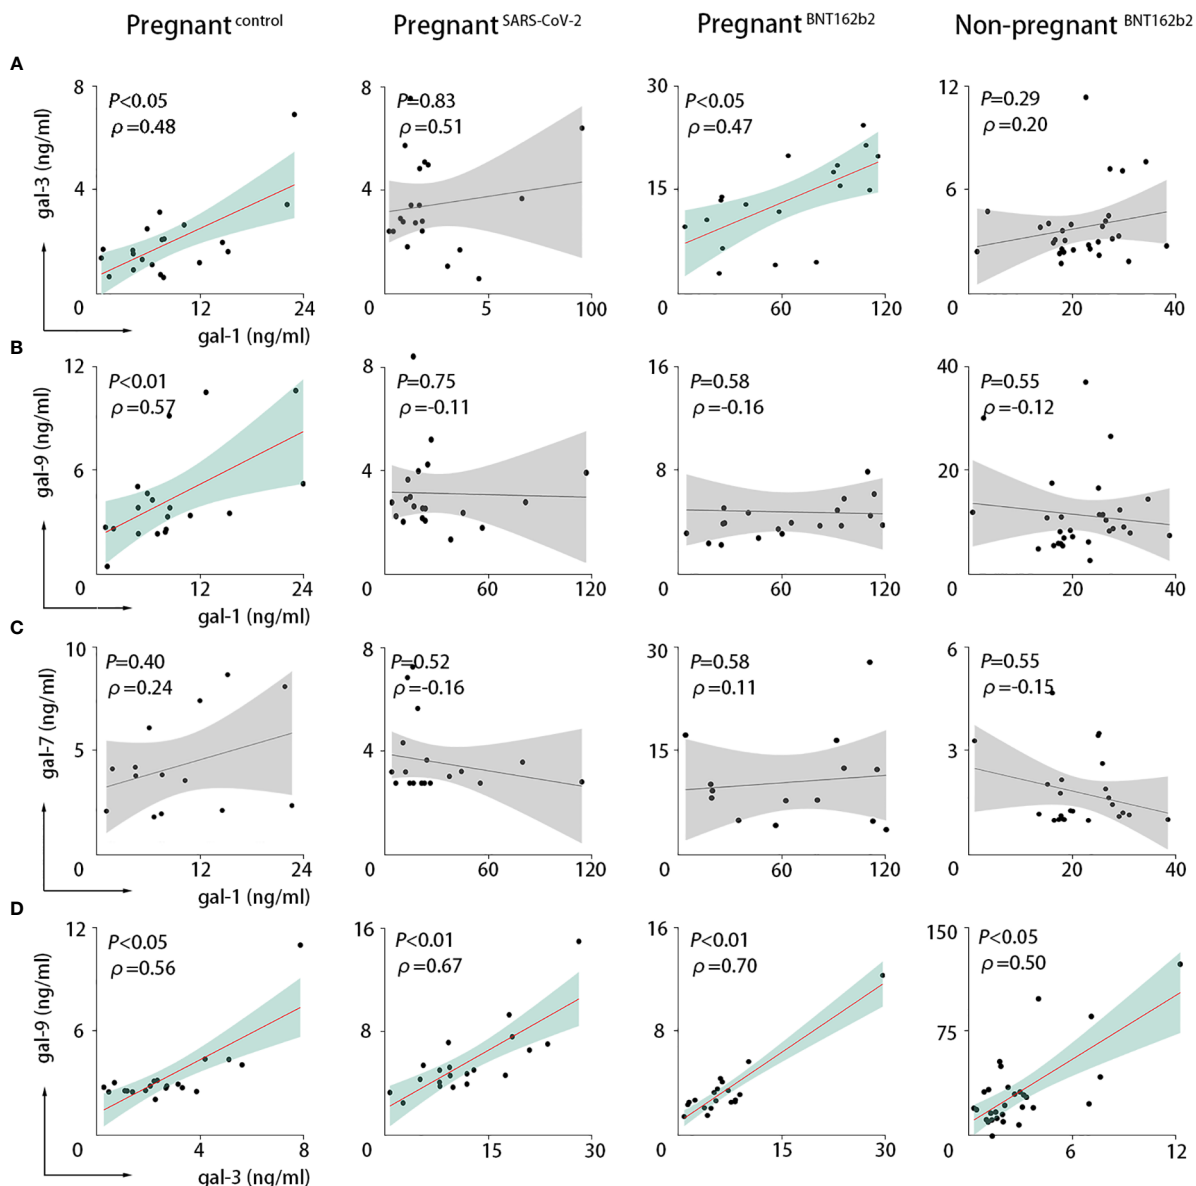 Pregnant control Pregnant SARS-CoV-2 Pregnant BNT162b2 Non-pregnant BNT162b2
A
gal-3 (ng/ml)
8 8 30 12
P<0.05 P=0.83 P<0.05 P=0.29
ρ=0.48 ρ=0.51 ρ=0.47 ρ=0.20
4 4 15 6
0 12 24 0 5 100 0 60 120 0 20 40
gal-1 (ng/ml)
B
gal-9 (ng/ml)
12 8 16 40
P<0.01 P=0.75 P=0.58 P=0.55
ρ=0.57 ρ=-0.11 ρ=-0.16 ρ=-0.12
6 4 8 20
0 12 24 0 60 120 0 60 120 0 20 40
gal-1 (ng/ml)
C
gal-7 (ng/ml)
10 8 30 6
P=0.40 P=0.52 P=0.58 P=0.55
ρ=0.24 ρ=-0.16 ρ=0.11 ρ=-0.15
5 4 15 3
0 12 24 0 60 120 0 60 120 0 20 40
gal-1 (ng/ml)
D
gal-9 (ng/ml)
12 16 16 150
P<0.05 P<0.01 P<0.01 P<0.05
ρ=0.56 ρ=0.67 ρ=0.70 ρ=0.50
6 8 8 75
0 4 8 0 15 30 0 15 30 0 6 12
gal-3 (ng/ml)